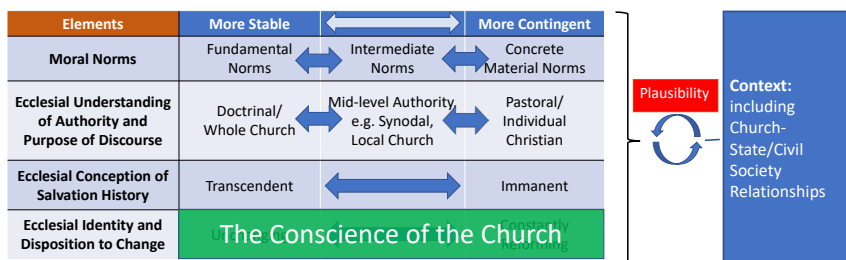 Elements
More Stable
More Contingent
Moral Norms
Fundamental
Norms
Intermediate
Norms
Concrete
Material Norms
Ecclesial Understanding
of Authority and
Purpose of Discourse
Doctrinal/
Whole Church
Mid-level Authority,
e.g. Synodal,
Local Church
Pastoral/
Individual
Christian
Ecclesial Conception of
Salvation History
Transcendent
Immanent
Ecclesial Identity and
Disposition to Change
The Conscience of the Church
Constantly
Reforming
Plausibility
Context:
including
Church-
State/Civil
Society
Relationships